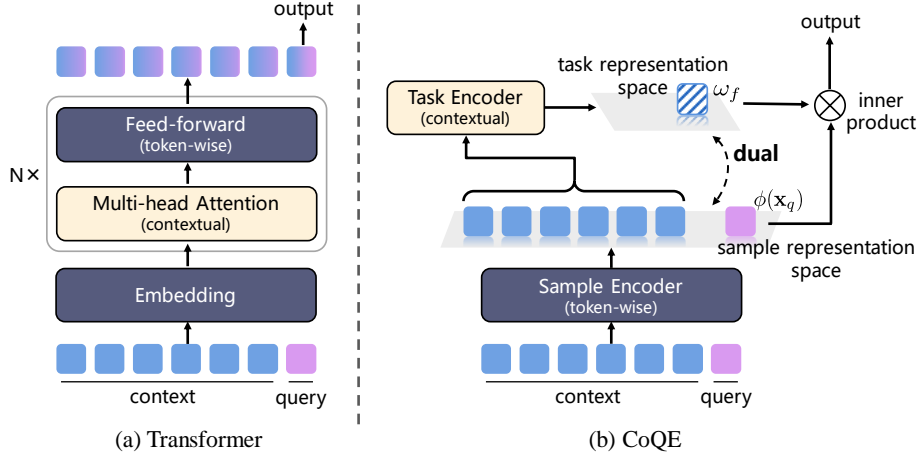 output
Feed-forward
(token-wise)
N×
Multi-head Attention
(contextual)
Embedding
context
query
(a) Transformer
output
task representation
space
Task Encoder
(contextual)
ω_f
inner
product
dual
ϕ(x_q)
sample representation
space
Sample Encoder
(token-wise)
context
query
(b) CoQE